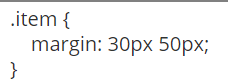 .item {
    margin: 30px 50px;
}